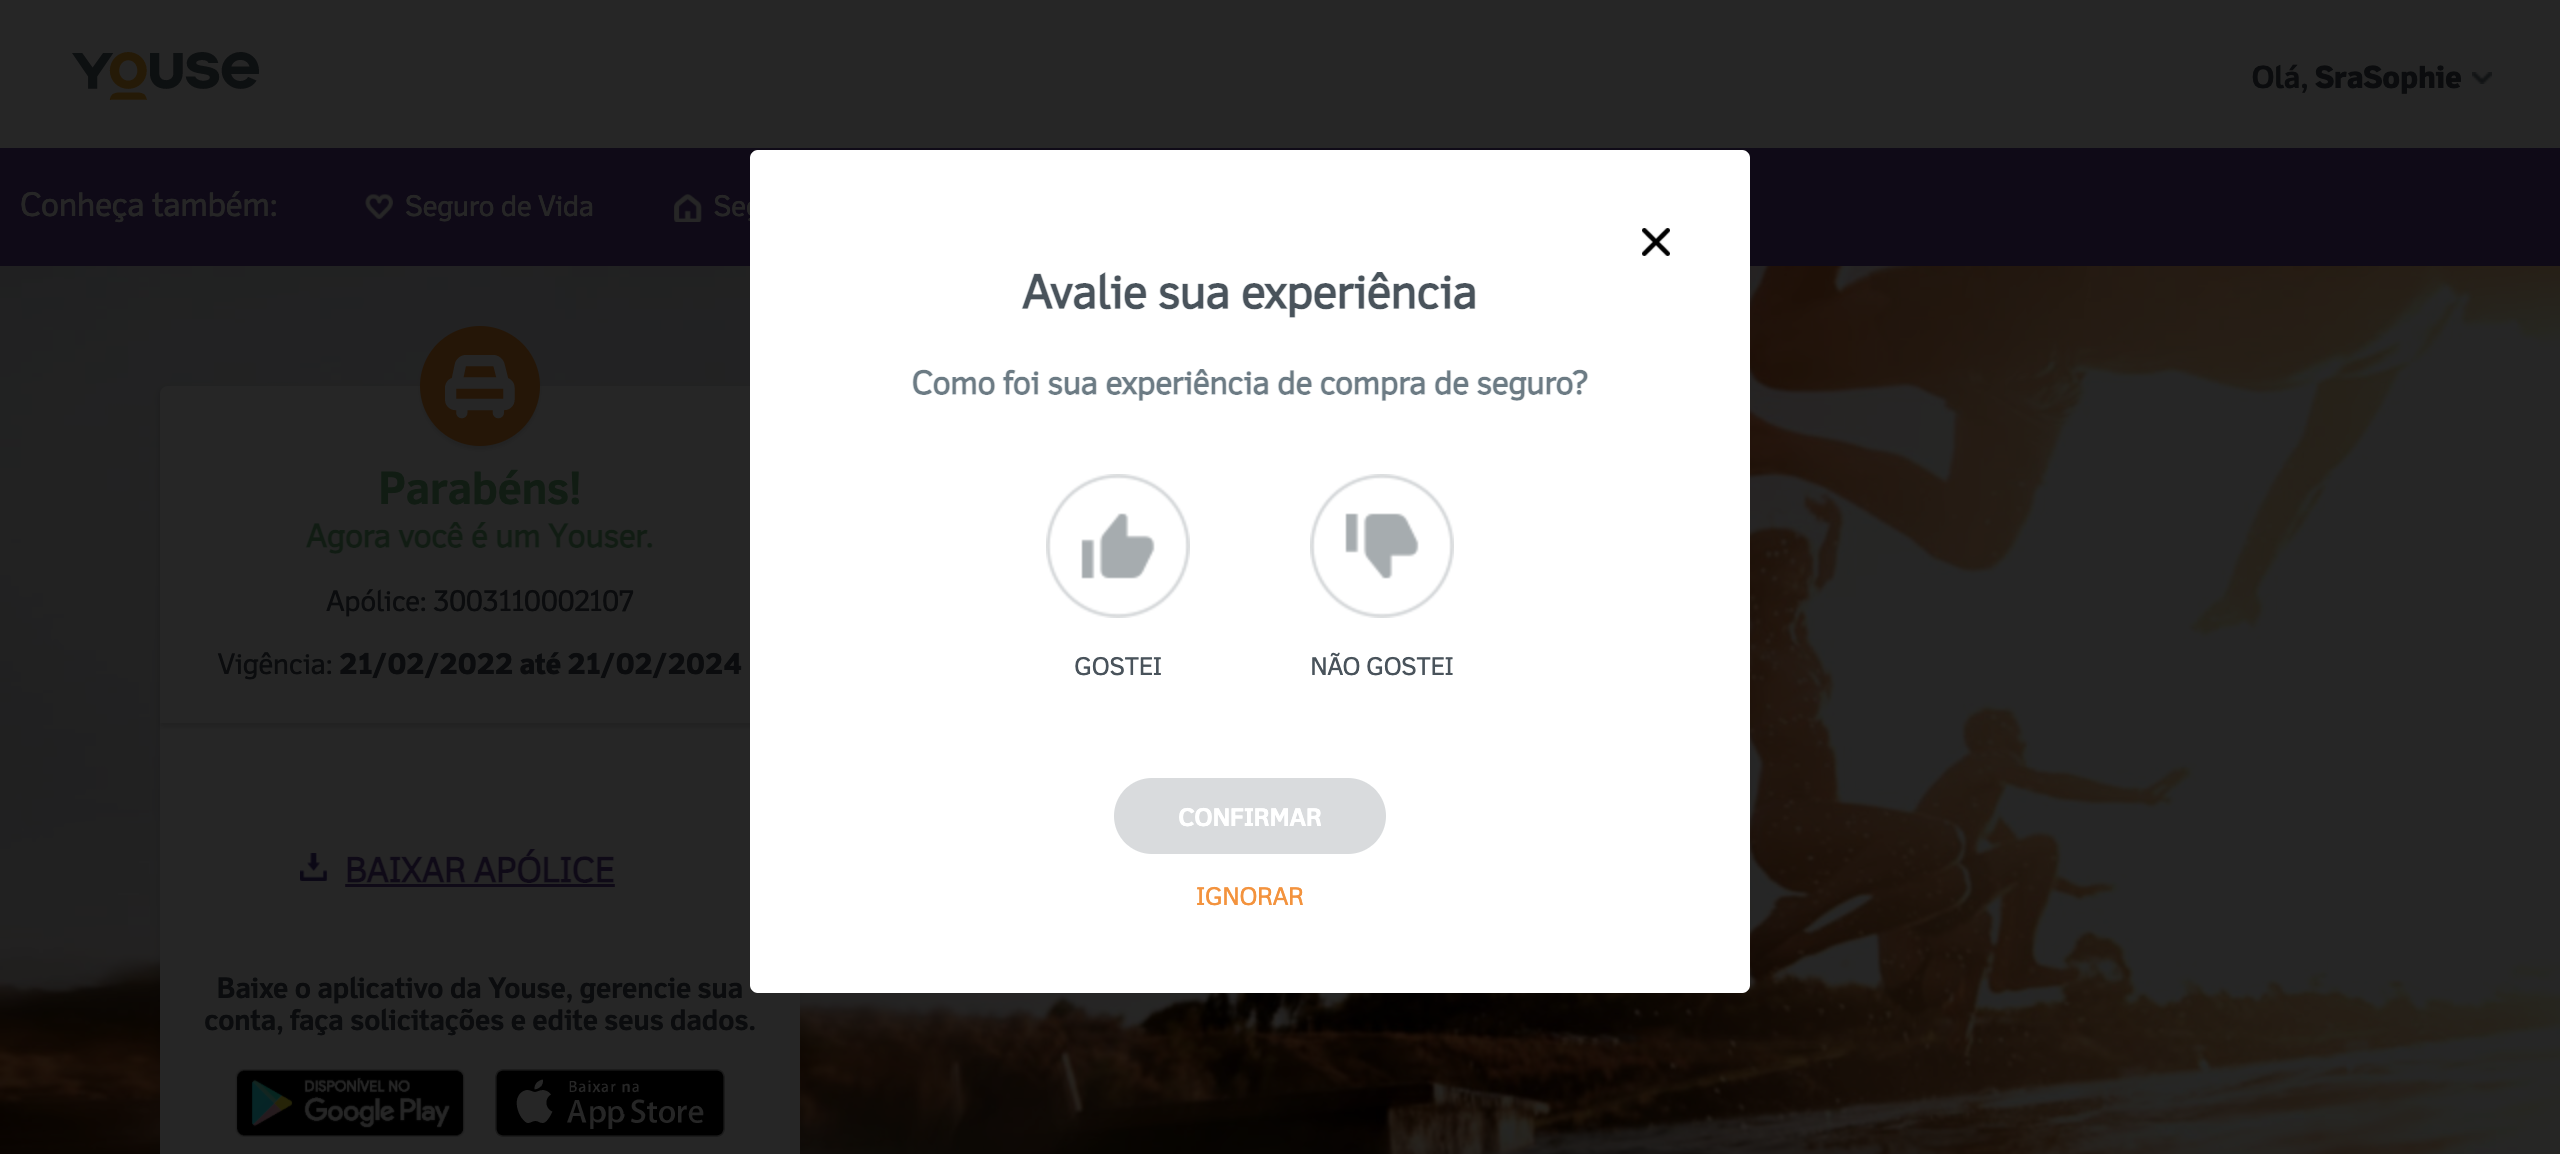 Youse
Olá, SraSophie
Conheça também:
Seguro de Vida
Avalie sua experiência
Como foi sua experiência de compra de seguro?
GOSTEI
NÃO GOSTEI
CONFIRMAR
IGNORAR
Parabéns!
Agora você é um Youser.
Apólice: 3003110002107
Vigência: 21/02/2022 até 21/02/2024
BAIXAR APÓLICE
Baixe o aplicativo da Youse, gerencie sua
conta, faça solicitações e edite seus dados.
DISPONÍVEL NO
Google Play
Baixar na
App Store